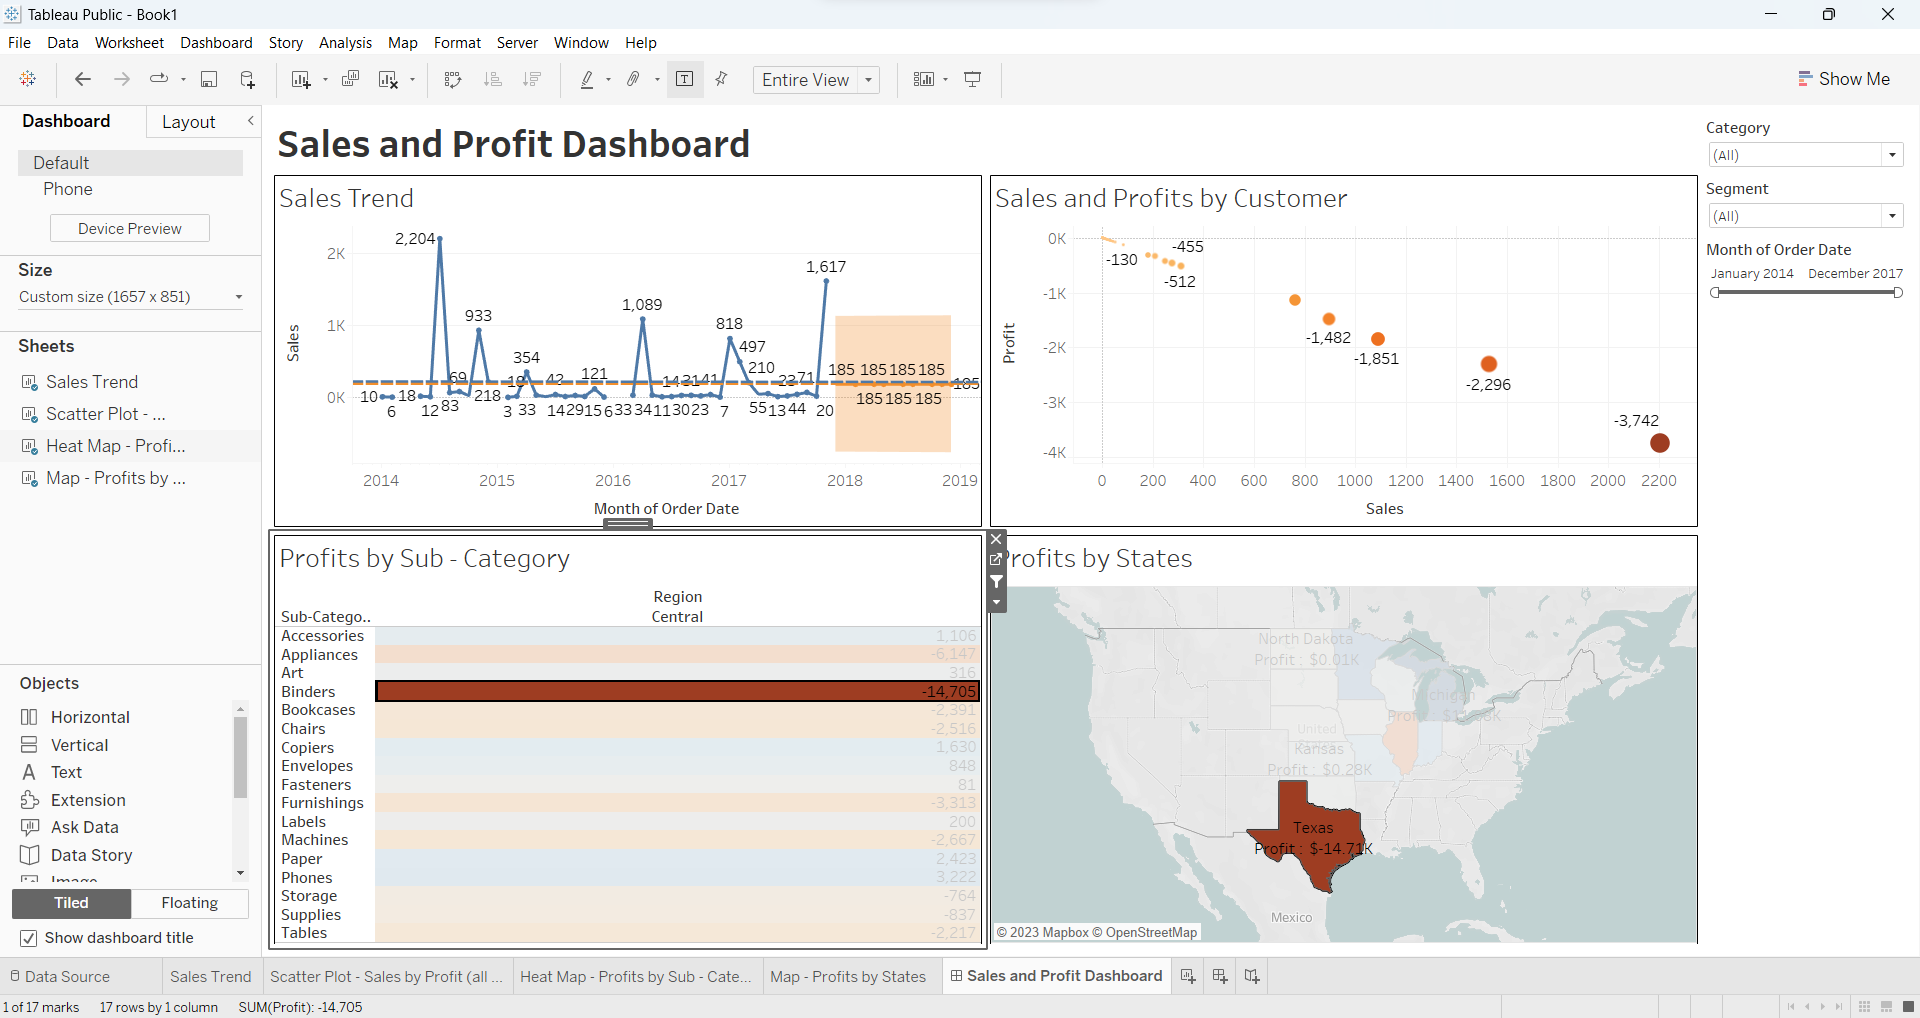 Tableau Public - Book1
File Data Worksheet Dashboard Story Analysis Map Format Server Window Help
Entire View
Show Me
Dashboard
Layout
Default
Phone
Device Preview
Size
Custom size (1657 x 851)
Sheets
Sales Trend
Scatter Plot - ...
Heat Map - Profi...
Map - Profits by ...
Objects
Horizontal
Vertical
Text
Extension
Ask Data
Data Story
Image
Tiled Floating
Show dashboard title
Sales and Profit Dashboard
Sales Trend
2K
1K
0K
Sales
2,204
933
354
121
1,089
818
497
210
1,617
69
42
71
10 6 18 12 83 218 3 33 14 29 15 6 33 34 11 30 23 7 55 13 44 20
185 185 185 185
185 185 185
185
2014 2015 2016 2017 2018 2019
Month of Order Date
Sales and Profits by Customer
0K
-1K
-2K
-3K
-4K
Profit
-455
-130
-512
-1,482
-1,851
-2,296
-3,742
0 200 400 600 800 1000 1200 1400 1600 1800 2000 2200
Sales
Category
(All)
Segment
(All)
Month of Order Date
January 2014 December 2017
Profits by Sub - Category
Region
Sub-Catego.. Central
Accessories 1,106
Appliances -6,147
Art 316
Binders -14,705
Bookcases -2,391
Chairs -2,516
Copiers 1,630
Envelopes 848
Fasteners 81
Furnishings -3,313
Labels 200
Machines -2,667
Paper 2,423
Phones 3,222
Storage -764
Supplies -837
Tables -2,217
Profits by States
North Dakota
Profit : $0.01K
Michigan
United
Kansas
Profit : $0.28K
Texas
Profit : $-14.71K
Mexico
© 2023 Mapbox © OpenStreetMap
Data Source
Sales Trend
Scatter Plot - Sales by Profit (all ...
Heat Map - Profits by Sub - Cate...
Map - Profits by States
Sales and Profit Dashboard
1 of 17 marks 17 rows by 1 column SUM(Profit): -14,705